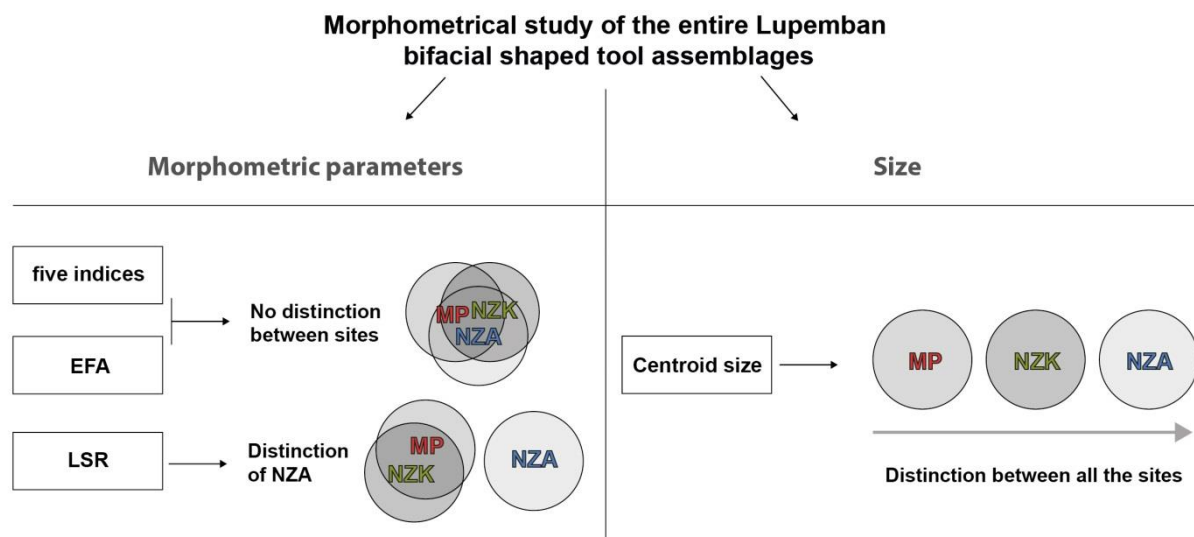 Morphometrical study of the entire Lupemban
bifacial shaped tool assemblages
Morphometric parameters
Size
five indices
EFA
No distinction
between sites
MP NZK
NZA
LSR
Distinction
of NZA
MP
NZK
NZA
Centroid size
MP
NZK
NZA
Distinction between all the sites